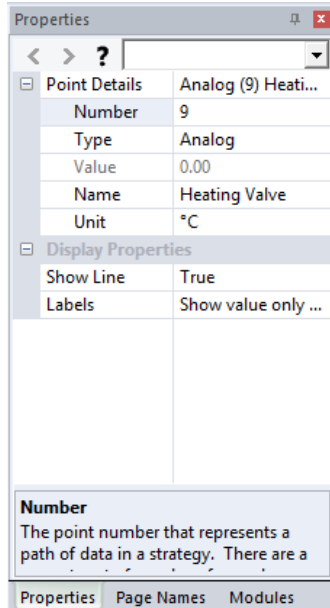 Properties
?
Point Details Analog (9) Heati...
Number 9
Type Analog
Value 0.00
Name Heating Valve
Unit °C
Display Properties
Show Line True
Labels Show value only ...
Number
The point number that represents a
path of data in a strategy. There are a
Properties Page Names Modules